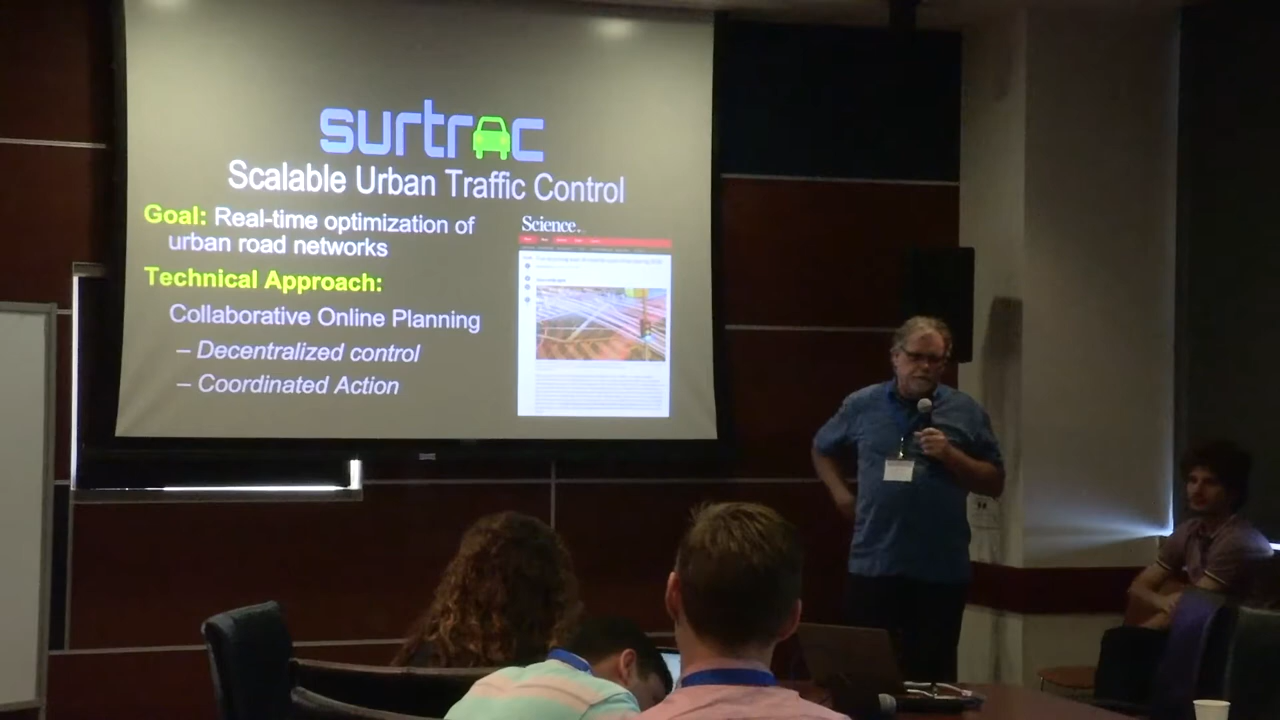 surtrac
Scalable Urban Traffic Control
Goal: Real-time optimization of
urban road networks
Technical Approach:
Collaborative Online Planning
– Decentralized control
– Coordinated Action
Science.